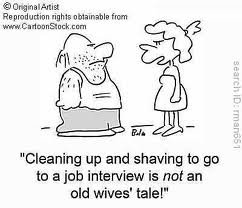 © Original Artist
Reproduction rights obtainable from
www.CartoonStock.com
search ID: rman661
"Cleaning up and shaving to go
to a job interview is not an
old wives' tale!"